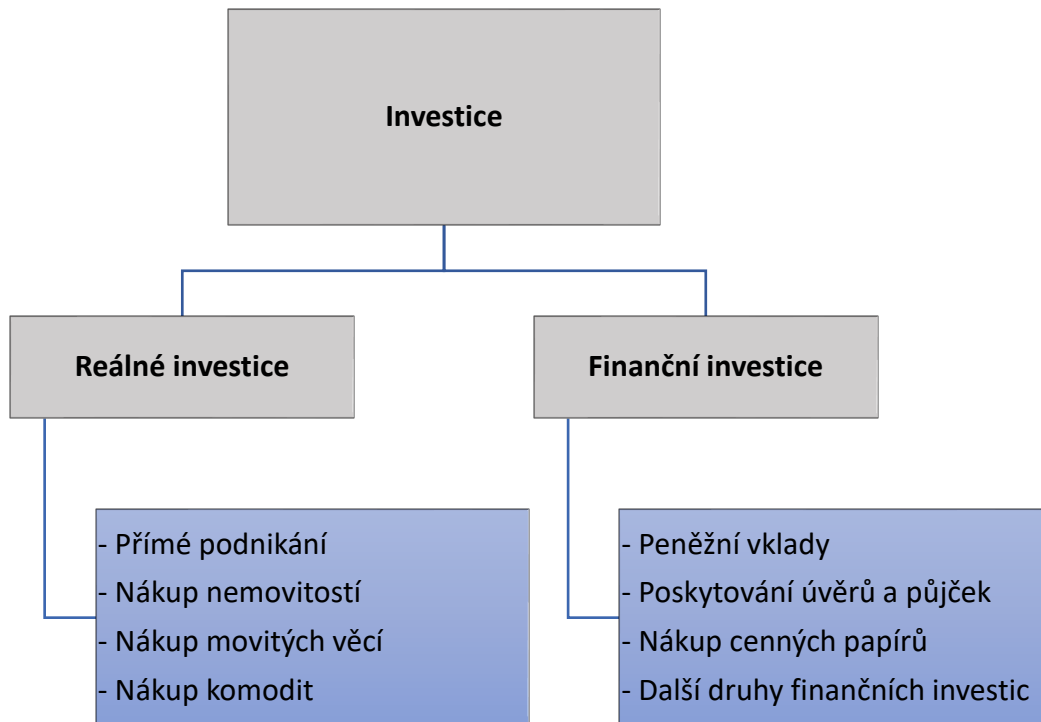 Investice
Reálné investice
Finanční investice
- Přímé podnikání
- Nákup nemovitostí
- Nákup movitých věcí
- Nákup komodit
- Peněžní vklady
- Poskytování úvěrů a půjček
- Nákup cenných papírů
- Další druhy finančních investic